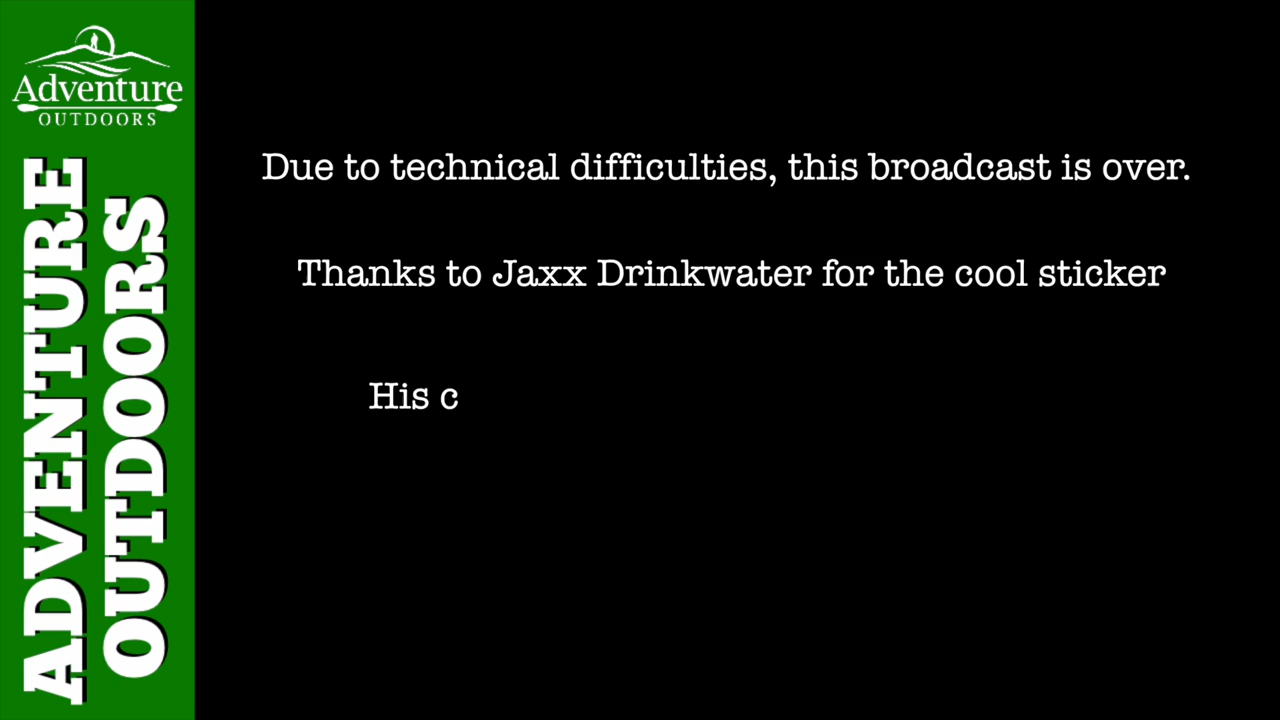 Adventure
OUTDOORS
ADVENTURE
OUTDOORS
Due to technical difficulties, this broadcast is over.
Thanks to Jaxx Drinkwater for the cool sticker
His c